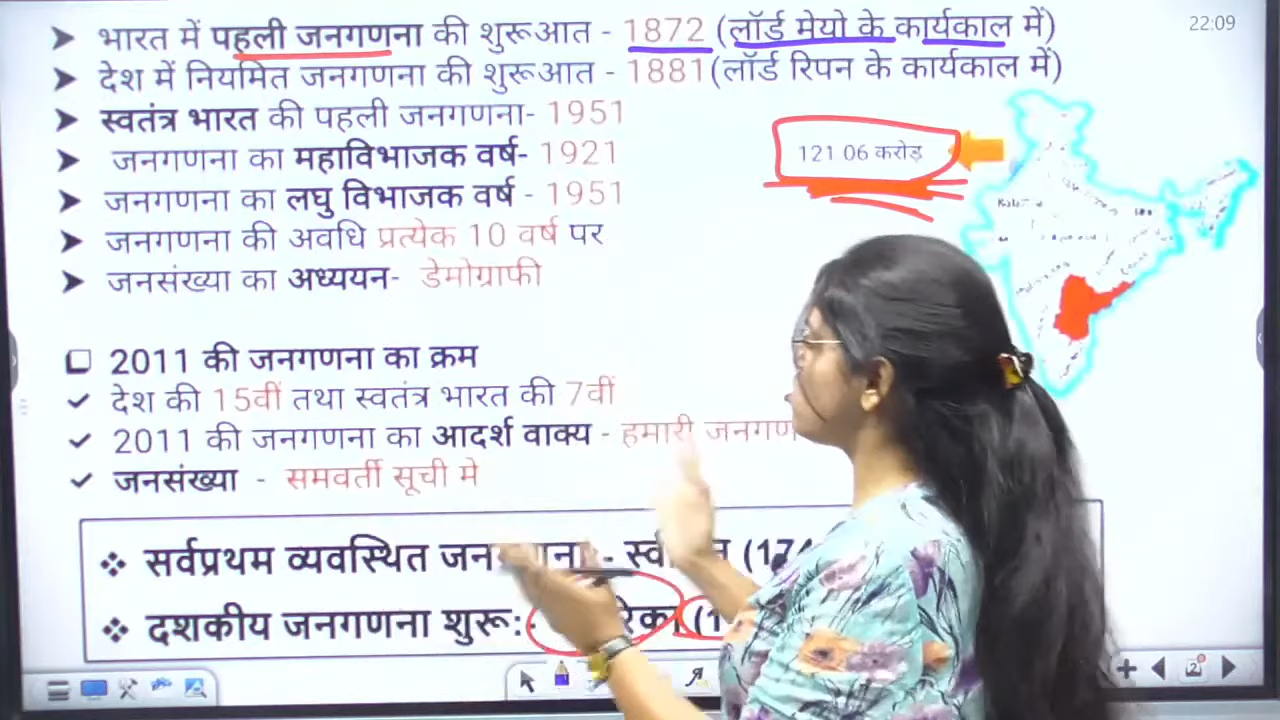 ➤ भारत में पहली जनगणना की शुरूआत - 1872 (लॉर्ड मेयो के कार्यकाल में)
22:09
➤ देश में नियमित जनगणना की शुरूआत - 1881(लॉर्ड रिपन के कार्यकाल में)
➤ स्वतंत्र भारत की पहली जनगणना- 1951
➤ जनगणना का महाविभाजक वर्ष- 1921
121 06 करोड़
➤ जनगणना का लघु विभाजक वर्ष - 1951
➤ जनगणना की अवधि प्रत्येक 10 वर्ष पर
➤ जनसंख्या का अध्ययन- डेमोग्राफी
❑ 2011 की जनगणना का क्रम
✓ देश की 15वीं तथा स्वतंत्र भारत की 7वीं
✓ 2011 की जनगणना का आदर्श वाक्य - हमारी
✓ जनसंख्या - समवर्ती सूची मे
❖ सर्वप्रथम व्यवस्थित
❖ दशकीय जनगणना शुरू:-